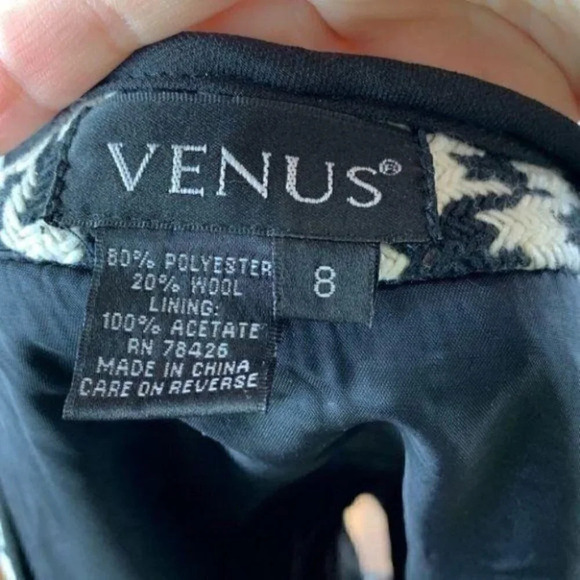 VENUS®
80% POLYESTER
20% WOOL
LINING:
100% ACETATE
RN 78426
MADE IN CHINA
CARE ON REVERSE
8